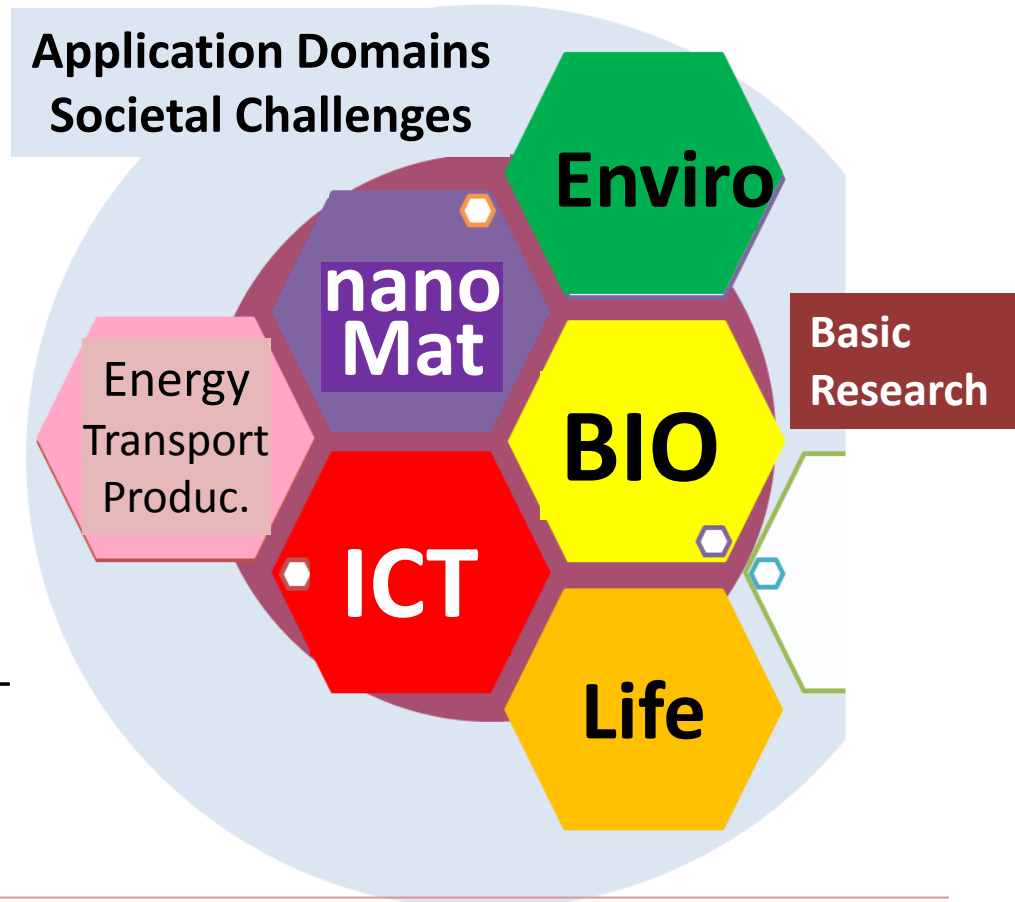 Application Domains
Societal Challenges
Enviro
nano
Mat
Basic
Research
Energy
Transport
Produc.
BIO
ICT
Life